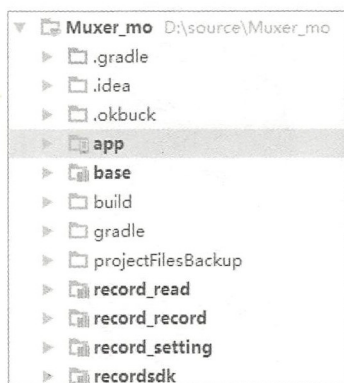 Muxer_mo D:\source\Muxer_mo
.gradle
.idea
.okbuck
app
base
build
gradle
projectFilesBackup
record_read
record_record
record_setting
recordsdk